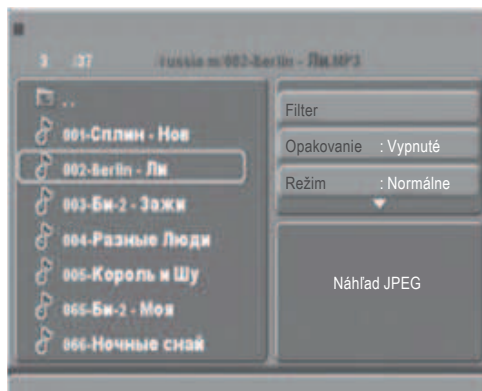 3 /37 russia m/002-Berlin - Ли.MP3
..
001-Сплин - Нов
002-Berlin - Ли
003-Би-2 - Зажи
004-Разные Люди
005-Король и Шу
065-Би-2 - Моя
066-Ночные снай
Filter
Opakovanie : Vypnuté
Režim : Normálne
Náhľad JPEG